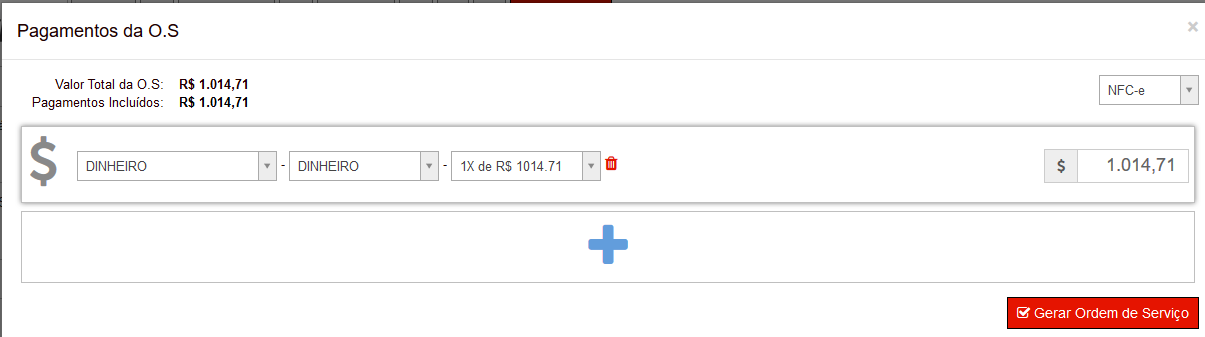 Pagamentos da O.S
×
Valor Total da O.S: R$ 1.014,71
Pagamentos Incluídos: R$ 1.014,71
NFC-e
$ DINHEIRO - DINHEIRO - 1X de R$ 1014.71 $ 1.014,71
Gerar Ordem de Serviço